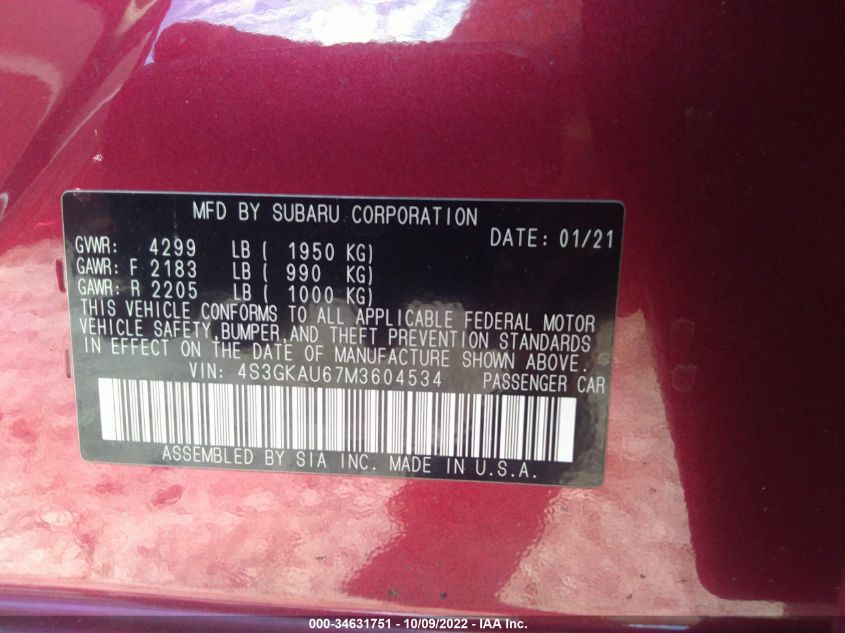 MFD BY SUBARU CORPORATION
DATE: 01/21
GVWR: 4299 LB ( 1950 KG)
GAWR: F 2183 LB ( 990 KG)
GAWR: R 2205 LB ( 1000 KG)
THIS VEHICLE CONFORMS TO ALL APPLICABLE FEDERAL MOTOR
VEHICLE SAFETY, BUMPER, AND THEFT PREVENTION STANDARDS
IN EFFECT ON THE DATE OF MANUFACTURE SHOWN ABOVE.
VIN: 4S3GKAU67M3604534 PASSENGER CAR
ASSEMBLED BY SIA INC. MADE IN U.S.A.
000-34631751 - 10/09/2022 - IAA Inc.